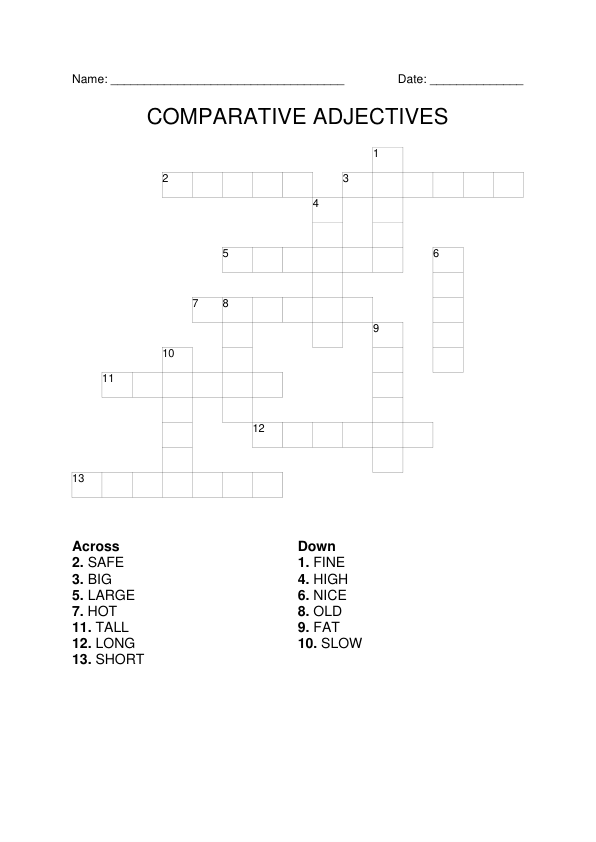 Name: ___________________________________ Date: ______________
COMPARATIVE ADJECTIVES
1
2
3
4
5
6
7
8
9
10
11
12
13
Across
2. SAFE
3. BIG
5. LARGE
7. HOT
11. TALL
12. LONG
13. SHORT
Down
1. FINE
4. HIGH
6. NICE
8. OLD
9. FAT
10. SLOW